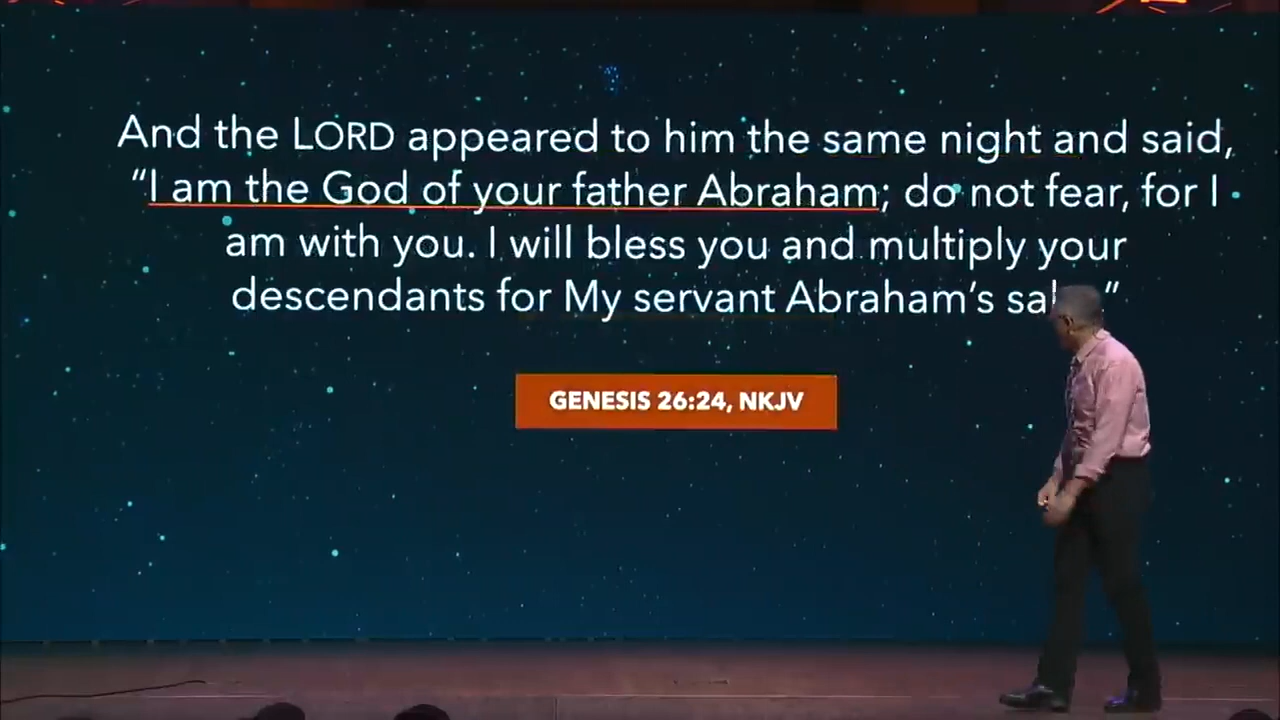 And the LORD appeared to him the same night and said,
“I am the God of your father Abraham; do not fear, for I
am with you. I will bless you and multiply your
descendants for My servant Abraham’s
GENESIS 26:24, NKJV